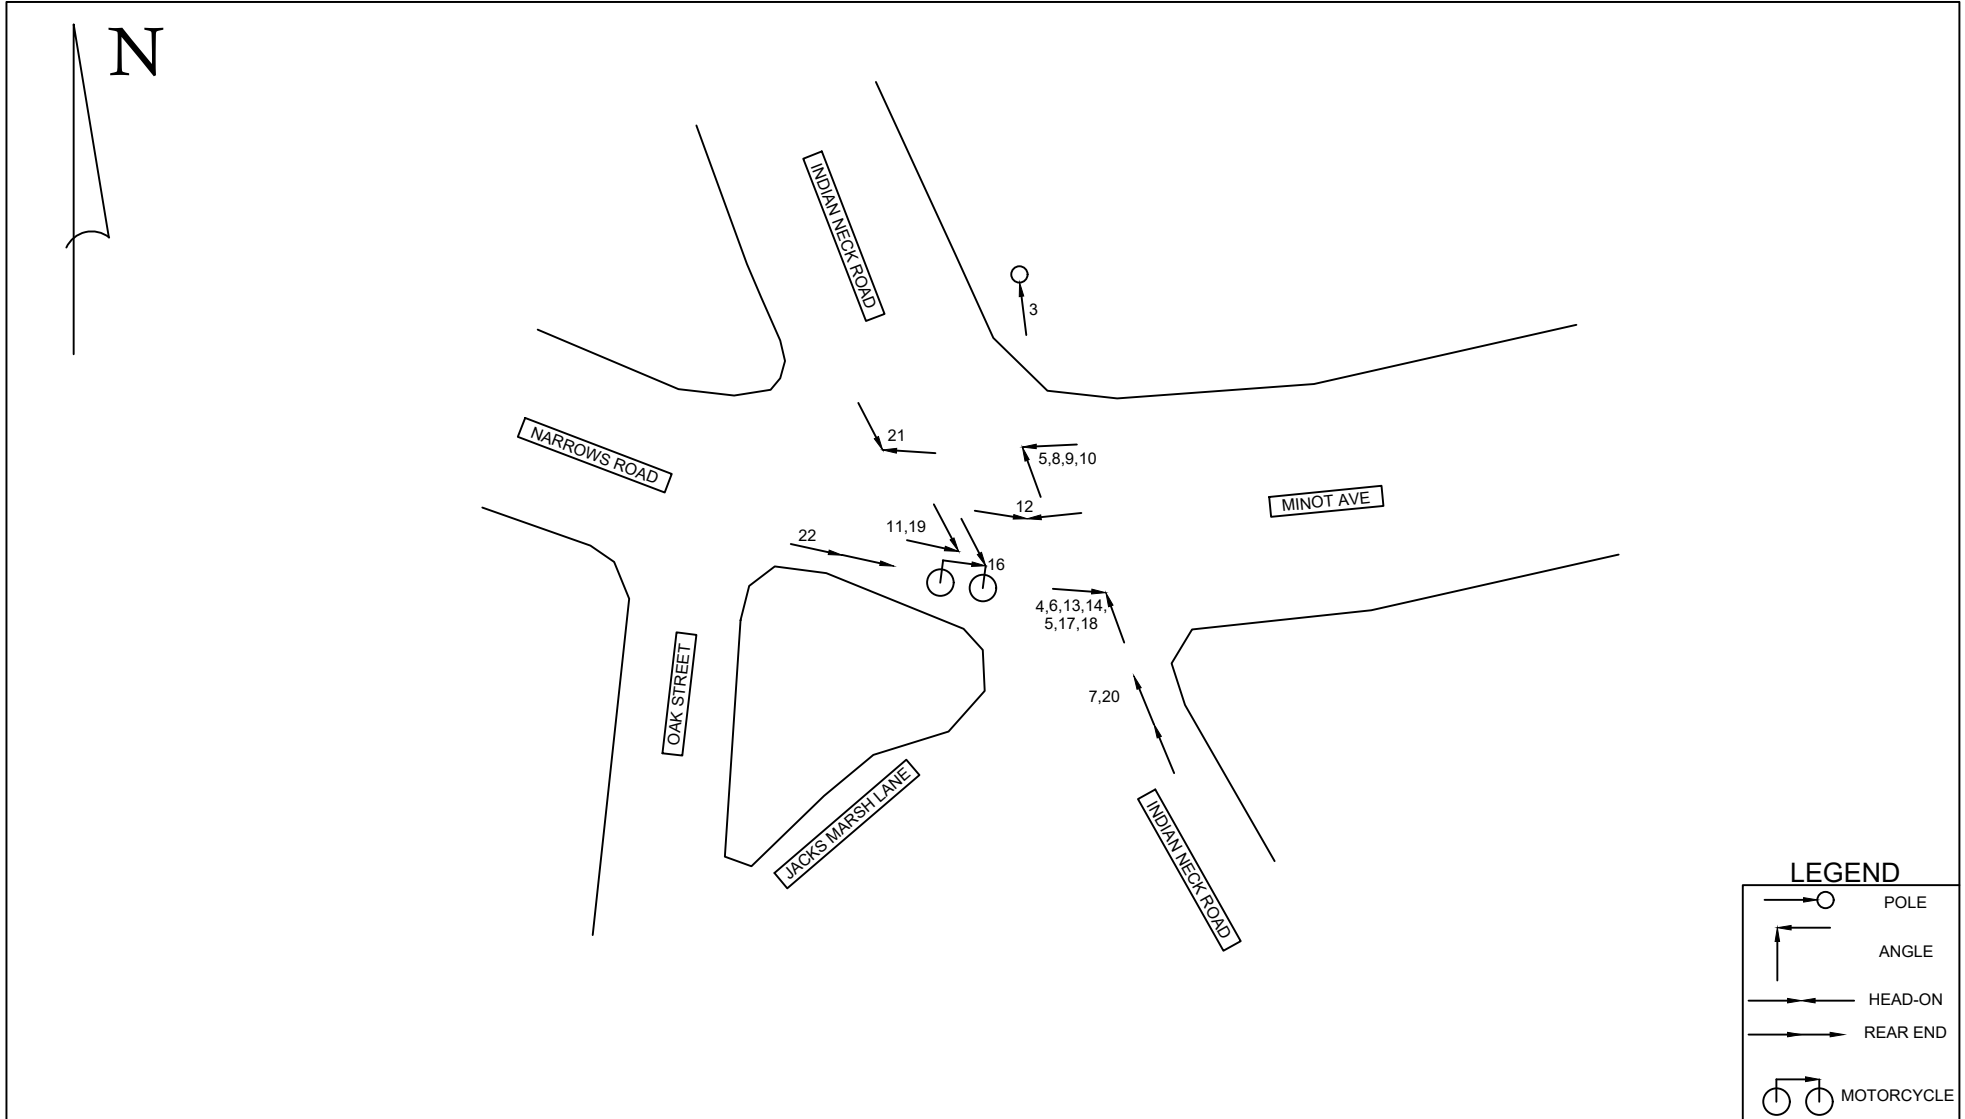 N
INDIAN NECK ROAD
3
21
5,8,9,10
NARROWS ROAD
12
MINOT AVE
11,19
22
16
4,6,13,14,
5,17,18
OAK STREET
7,20
JACKS MARSH LANE
INDIAN NECK ROAD
LEGEND
POLE
ANGLE
HEAD-ON
REAR END
MOTORCYCLE